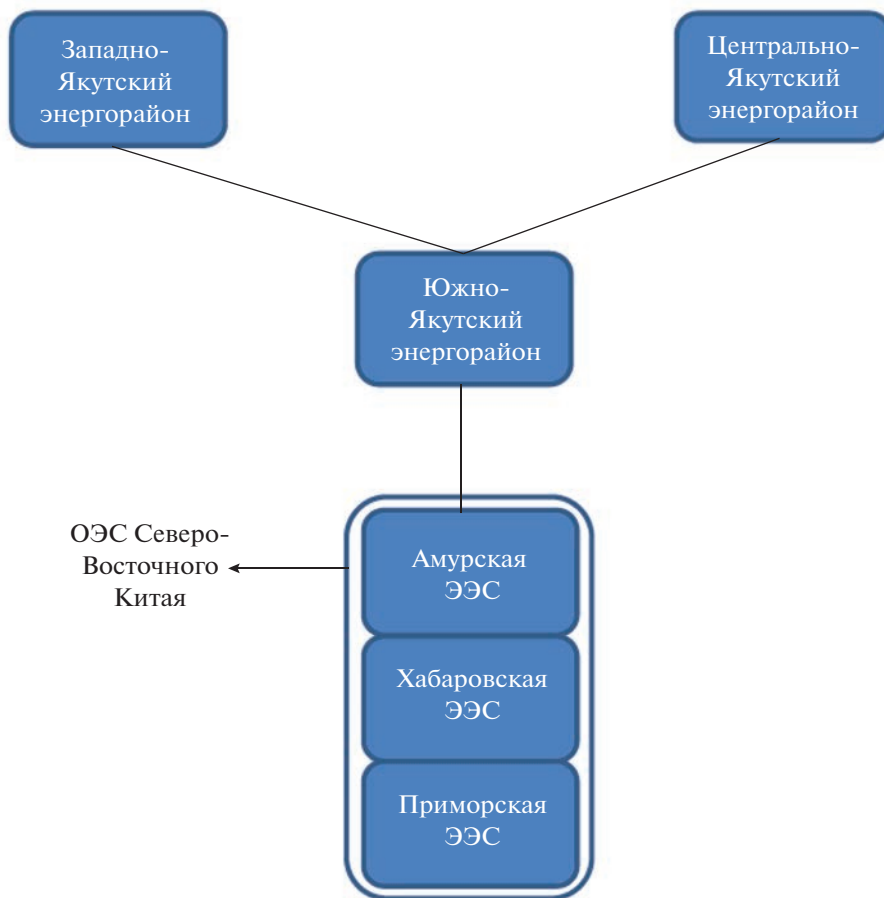 Западно-
Якутский
энергорайон
Центрально-
Якутский
энергорайон
Южно-
Якутский
энергорайон
ОЭС Северо-
Восточного
Китая
Амурская
ЭЭС
Хабаровская
ЭЭС
Приморская
ЭЭС